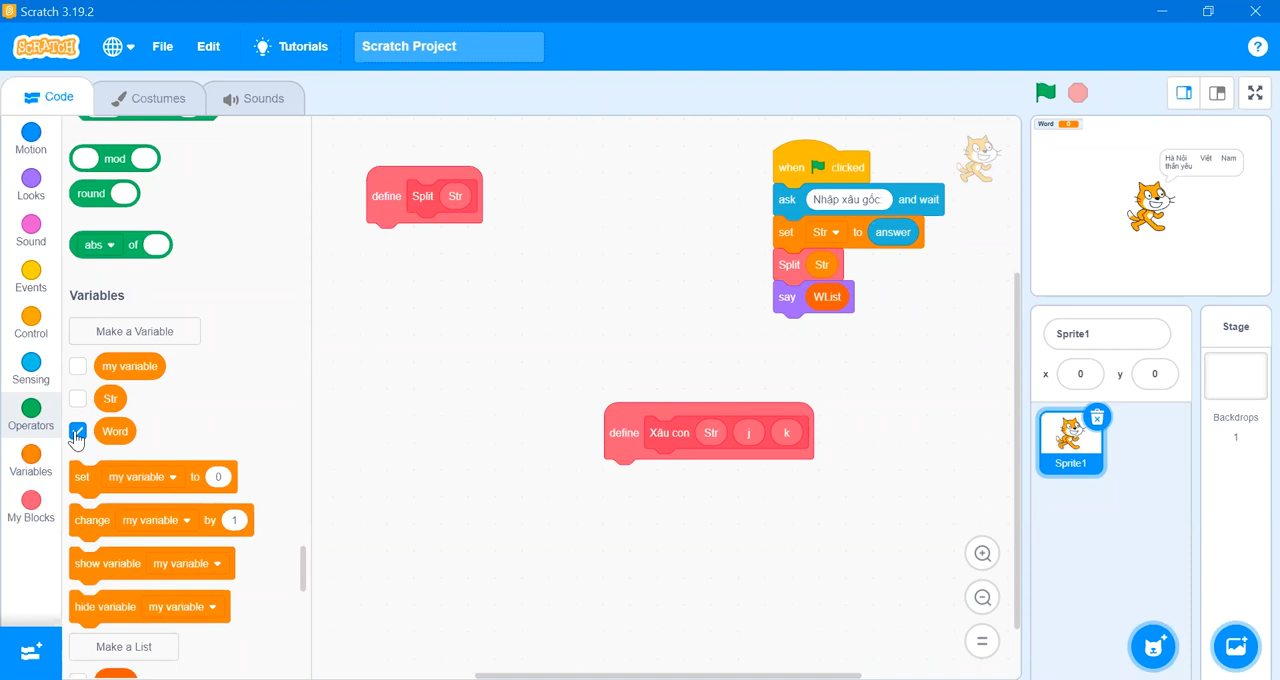 Scratch 3.19.2
SCRATCH File Edit Tutorials Scratch Project ?
Code Costumes Sounds
Motion
Looks
Sound
Events
Control
Sensing
Operators
Variables
My Blocks
mod
round
abs of
Variables
Make a Variable
my variable
Str
Word
set my variable to 0
change my variable by 1
show variable my variable
hide variable my variable
Make a List
define Split Str
when clicked
ask Nhập xâu gốc: and wait
set Str to answer
Split Str
say WList
define Xâu con Str j k
Word 0
Hà Nội Việt Nam
thân yêu
Sprite1
x 0 y 0
Sprite1
Stage
Backdrops
1